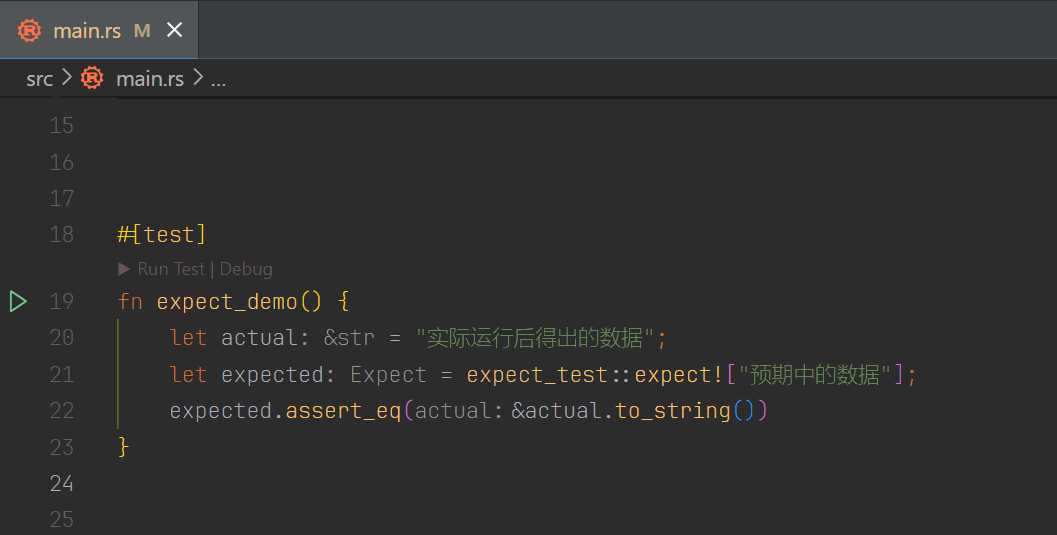 main.rs M
src main.rs ...
15
16
17
18 #[test]
Run Test | Debug
19 fn expect_demo() {
20 let actual: &str = "实际运行后得出的数据";
21 let expected: Expect = expect_test::expect!["预期中的数据"];
22 expected.assert_eq(actual: &actual.to_string())
23 }
24
25